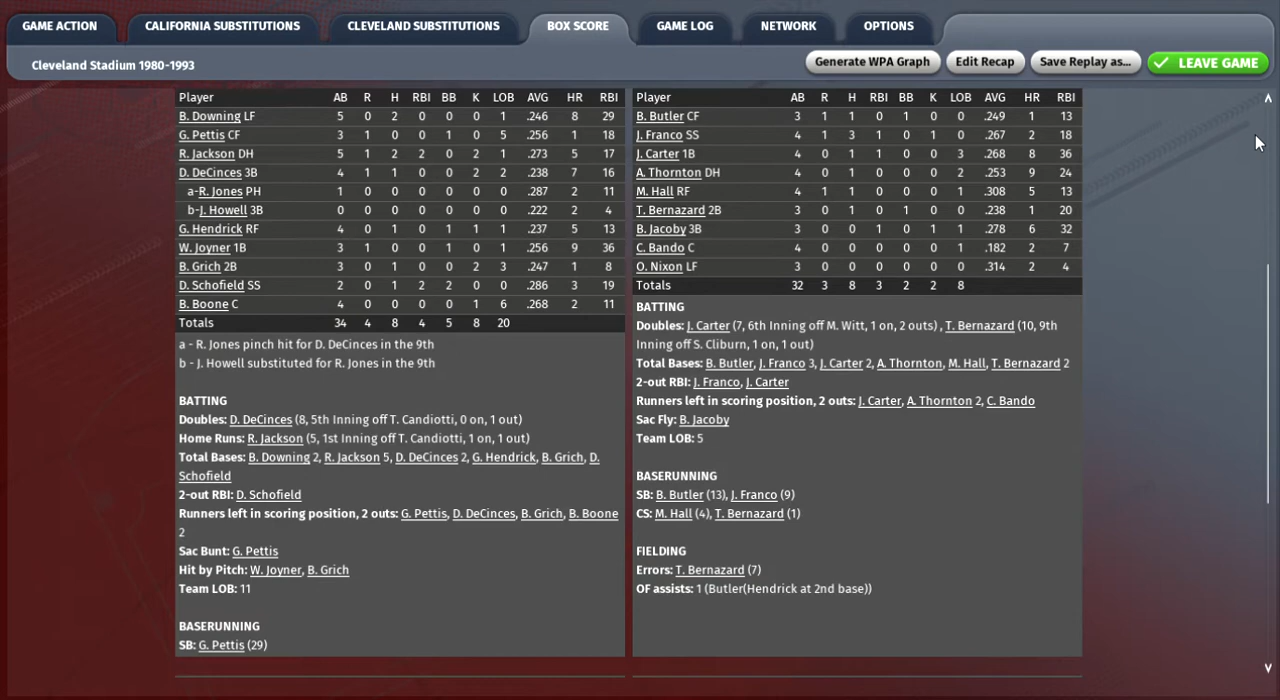 GAME ACTION CALIFORNIA SUBSTITUTIONS CLEVELAND SUBSTITUTIONS BOX SCORE GAME LOG NETWORK OPTIONS
Cleveland Stadium 1980-1993 Generate WPA Graph Edit Recap Save Replay as... LEAVE GAME
Player AB R H RBI BB K LOB AVG HR RBI
B. Downing LF 5 0 2 0 0 0 1 .246 8 29
G. Pettis CF 3 1 0 0 1 0 5 .256 1 18
R. Jackson DH 5 1 2 2 0 2 1 .273 5 17
D. DeCinces 3B 4 1 1 0 0 2 2 .238 7 16
a-R. Jones PH 1 0 0 0 0 0 0 .287 2 11
b-J. Howell 3B 0 0 0 0 0 0 0 .222 2 4
G. Hendrick RF 4 0 1 0 0 1 1 .237 5 13
W. Joyner 1B 3 1 0 0 1 0 1 .256 9 36
B. Grich 2B 3 0 1 0 0 2 3 .247 1 8
D. Schofield SS 2 0 1 2 2 0 0 .286 3 19
B. Boone C 4 0 0 0 1 1 6 .268 2 11
Totals 34 4 8 4 5 8 20
a - R. Jones pinch hit for D. DeCinces in the 9th
b - J. Howell substituted for R. Jones in the 9th
BATTING
Doubles: D. DeCinces (8, 5th Inning off T. Candiotti, 0 on, 1 out)
Home Runs: R. Jackson (5, 1st Inning off T. Candiotti, 1 on, 1 out)
Total Bases: B. Downing 2, R. Jackson 5, D. DeCinces 2, G. Hendrick, B. Grich, D.
Schofield
2-out RBI: D. Schofield
Runners left in scoring position, 2 outs: G. Pettis, D. DeCinces, B. Grich, B. Boone
2
Sac Bunt: G. Pettis
Hit by Pitch: W. Joyner, B. Grich
Team LOB: 11
BASERUNNING
SB: G. Pettis (29)
Player AB R H RBI BB K LOB AVG HR RBI
B. Butler CF 3 1 1 0 1 0 0 .249 1 13
J. Franco SS 4 1 3 1 0 1 0 .267 2 18
J. Carter 1B 4 0 1 1 0 0 3 .268 8 36
A. Thornton DH 4 0 1 0 0 0 2 .253 9 24
M. Hall RF 4 1 1 0 0 0 1 .308 5 13
T. Bernazard 2B 3 0 1 0 1 0 0 .238 1 20
B. Jacoby 3B 3 0 0 1 0 1 1 .278 6 32
C. Bando C 4 0 0 0 0 0 1 .182 2 7
O. Nixon LF 3 0 0 0 0 0 0 .314 2 4
Totals 32 3 8 3 2 2 8
BATTING
Doubles: J. Carter (7, 6th Inning off M. Witt, 1 on, 2 outs) , T. Bernazard (10, 9th
Inning off S. Cliburn, 1 on, 1 out)
Total Bases: B. Butler, J. Franco 3, J. Carter 2, A. Thornton, M. Hall, T. Bernazard 2
2-out RBI: J. Franco, J. Carter
Runners left in scoring position, 2 outs: J. Carter, A. Thornton 2, C. Bando
Sac Fly: B. Jacoby
Team LOB: 5
BASERUNNING
SB: B. Butler (13), J. Franco (9)
CS: M. Hall (4), T. Bernazard (1)
FIELDING
Errors: T. Bernazard (7)
OF assists: 1 (Butler(Hendrick at 2nd base))